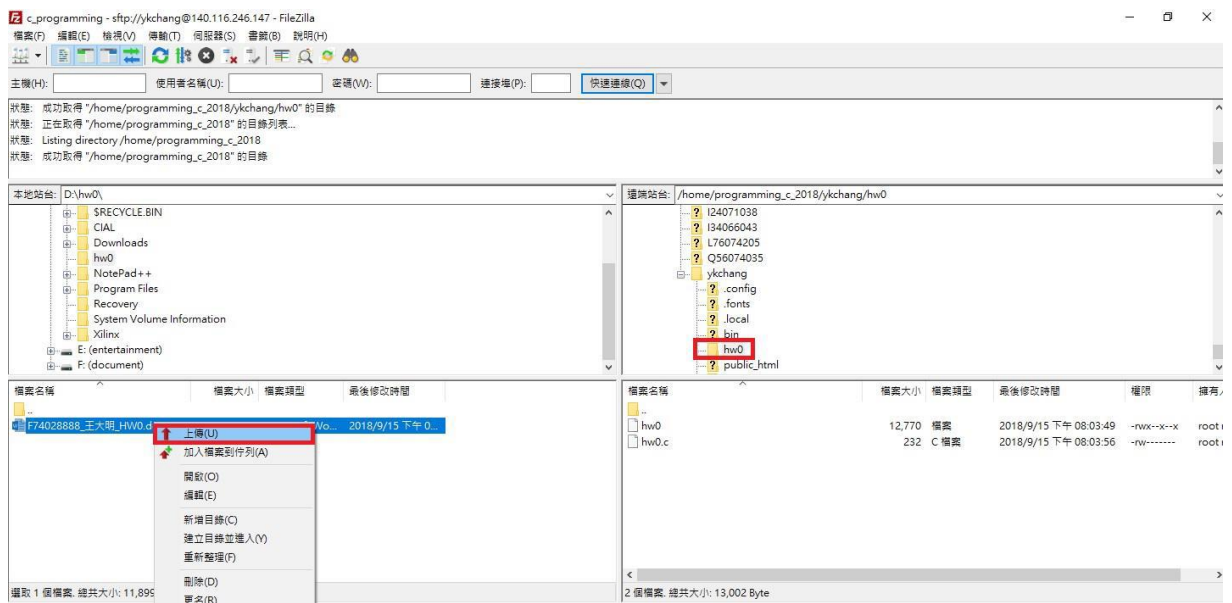 c_programming - sftp://ykchang@140.116.246.147 - FileZilla
檔案(F) 編輯(E) 檢視(V) 傳輸(T) 伺服器(S) 書籤(B) 說明(H)
主機(H): 使用者名稱(U): 密碼(W): 連接埠(P): 快速連線(Q)
狀態: 成功取得 "/home/programming_c_2018/ykchang/hw0" 的目錄
狀態: 正在取得 "/home/programming_c_2018" 的目錄列表...
狀態: Listing directory /home/programming_c_2018
狀態: 成功取得 "/home/programming_c_2018" 的目錄
本地站台: D:\hw0\
$RECYCLE.BIN
CIAL
Downloads
hw0
NotePad++
Program Files
Recovery
System Volume Information
Xilinx
E: (entertainment)
F: (document)
遠端站台: /home/programming_c_2018/ykchang/hw0
I24071038
I34066043
L76074205
Q56074035
ykchang
.config
.fonts
.local
bin
hw0
public_html
檔案名稱 檔案大小 檔案類型 最後修改時間
..
F74028888_王大明_HW0.d Wo... 2018/9/15 下午 0...
上傳(U)
加入檔案到佇列(A)
開啟(O)
編輯(E)
新增目錄(C)
建立目錄並進入(Y)
重新整理(F)
刪除(D)
更名(R)
選取 1 個檔案. 總共大小: 11,899
檔案名稱 檔案大小 檔案類型 最後修改時間 權限 擁有
..
hw0 12,770 檔案 2018/9/15 下午 08:03:49 -rwx--x--x root
hw0.c 232 C 檔案 2018/9/15 下午 08:03:56 -rw------- root
2 個檔案. 總共大小: 13,002 Byte